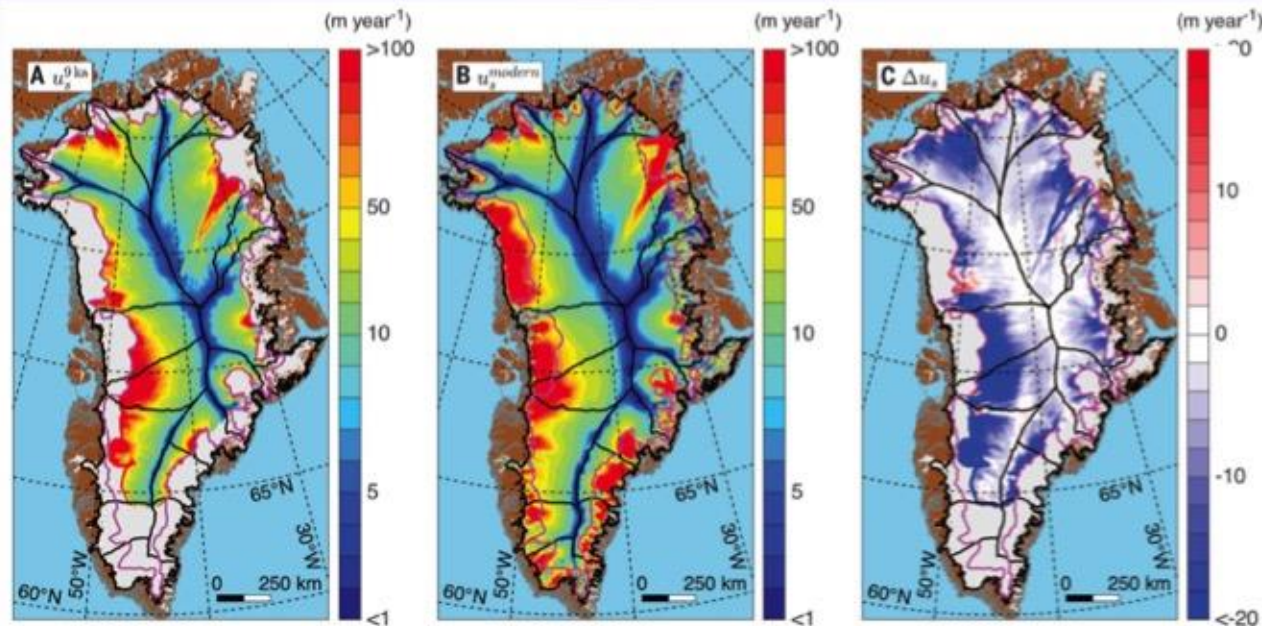 (m year⁻¹)
(m year⁻¹)
(m year⁻¹)
A u_s^{9 ka}
>100
50
10
5
<1
65°N
60°N
50°W
30°W
0 250 km
B u_s^{modern}
>100
50
10
5
<1
65°N
60°N
50°W
30°W
0 250 km
C Δu_s
10
0
-10
<-20
65°N
60°N
50°W
30°W
0 250 km